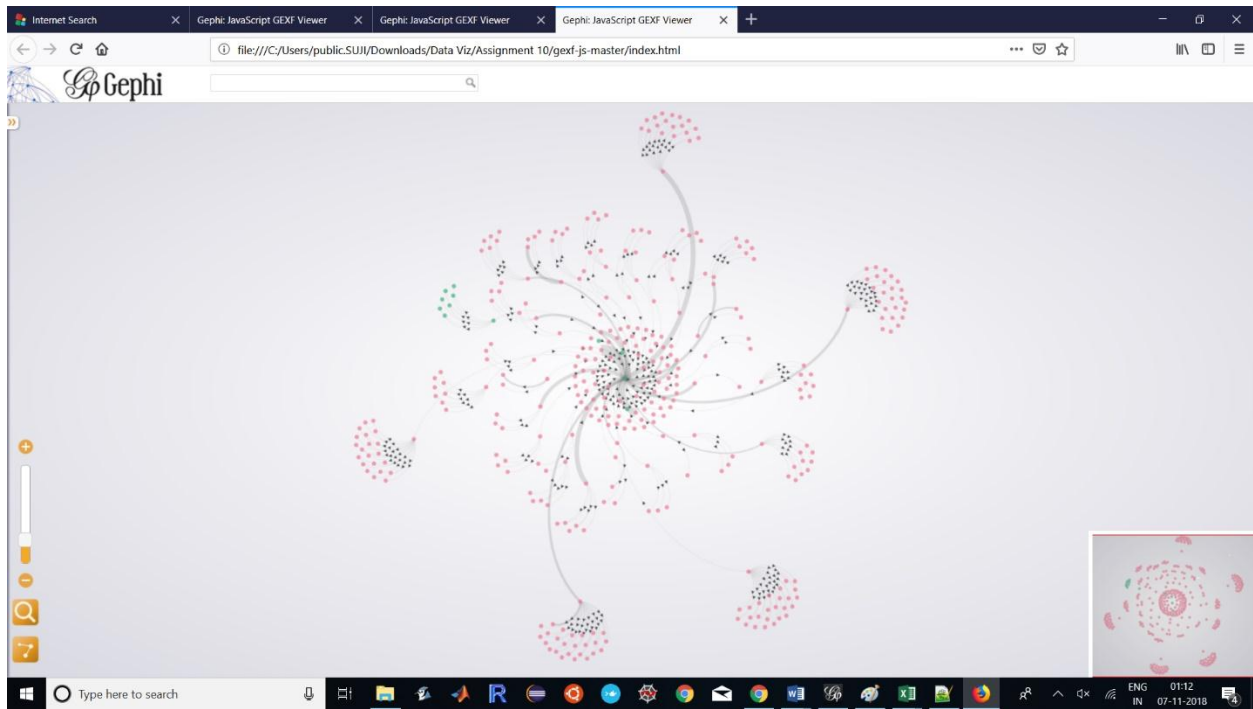 Internet Search
Gephi: JavaScript GEXF Viewer
Gephi: JavaScript GEXF Viewer
Gephi: JavaScript GEXF Viewer
file:///C:/Users/public.SUJI/Downloads/Data Viz/Assignment 10/gexf-js-master/index.html
Gephi
Type here to search
ENG
IN
01:12
07-11-2018
4